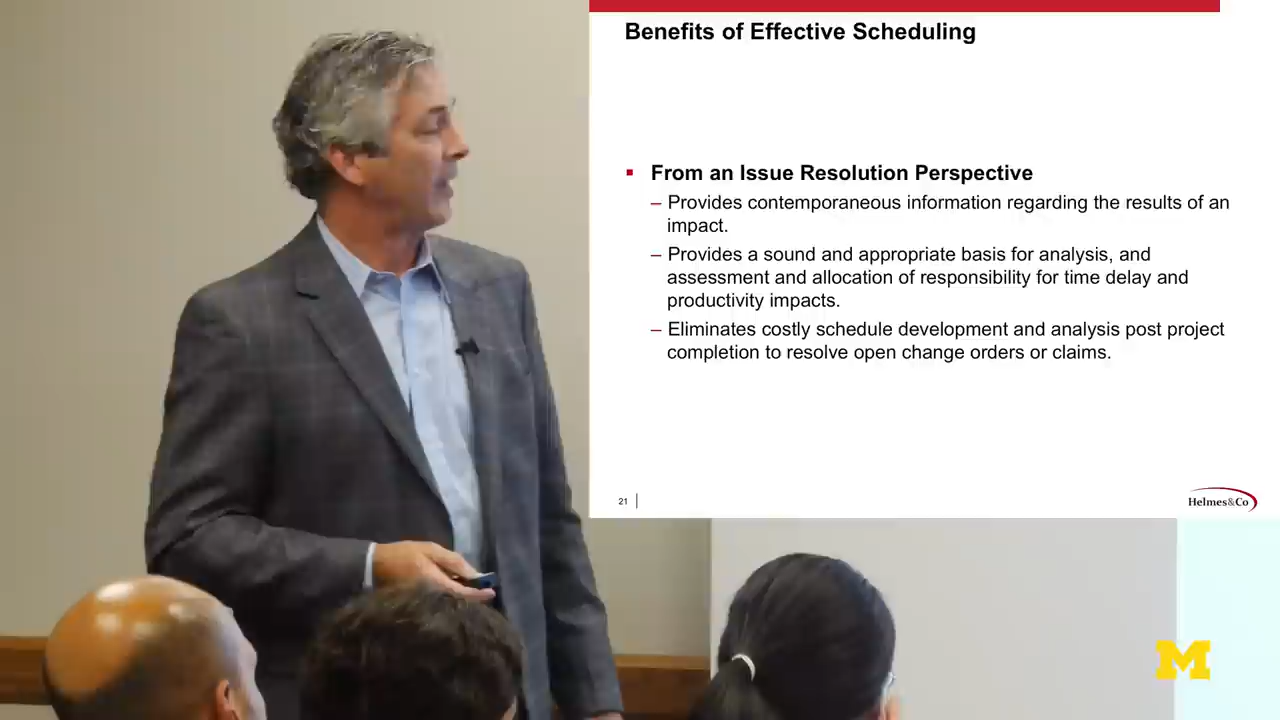 Benefits of Effective Scheduling
▪ From an Issue Resolution Perspective
– Provides contemporaneous information regarding the results of an
impact.
– Provides a sound and appropriate basis for analysis, and
assessment and allocation of responsibility for time delay and
productivity impacts.
– Eliminates costly schedule development and analysis post project
completion to resolve open change orders or claims.
21
Helmes&Co
M